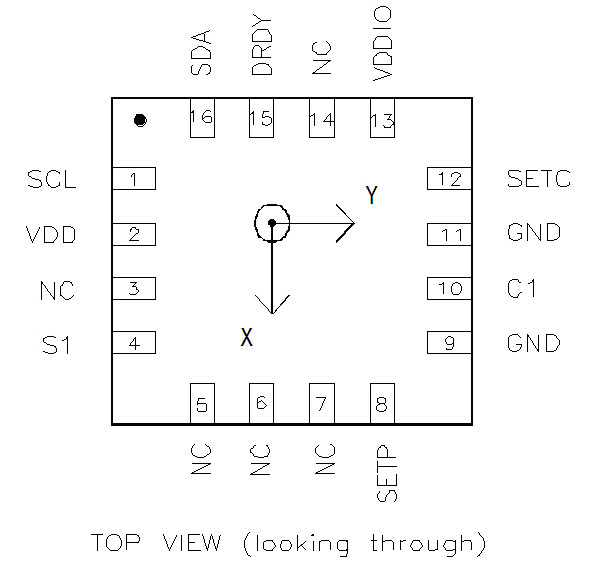 SDA DRDY NC VDDIO
16 15 14 13
SCL 1 12 SETC
Y
VDD 2 11 GND
NC 3 10 C1
X
S1 4 9 GND
5 6 7 8
NC NC NC SETP
TOP VIEW (looking through)